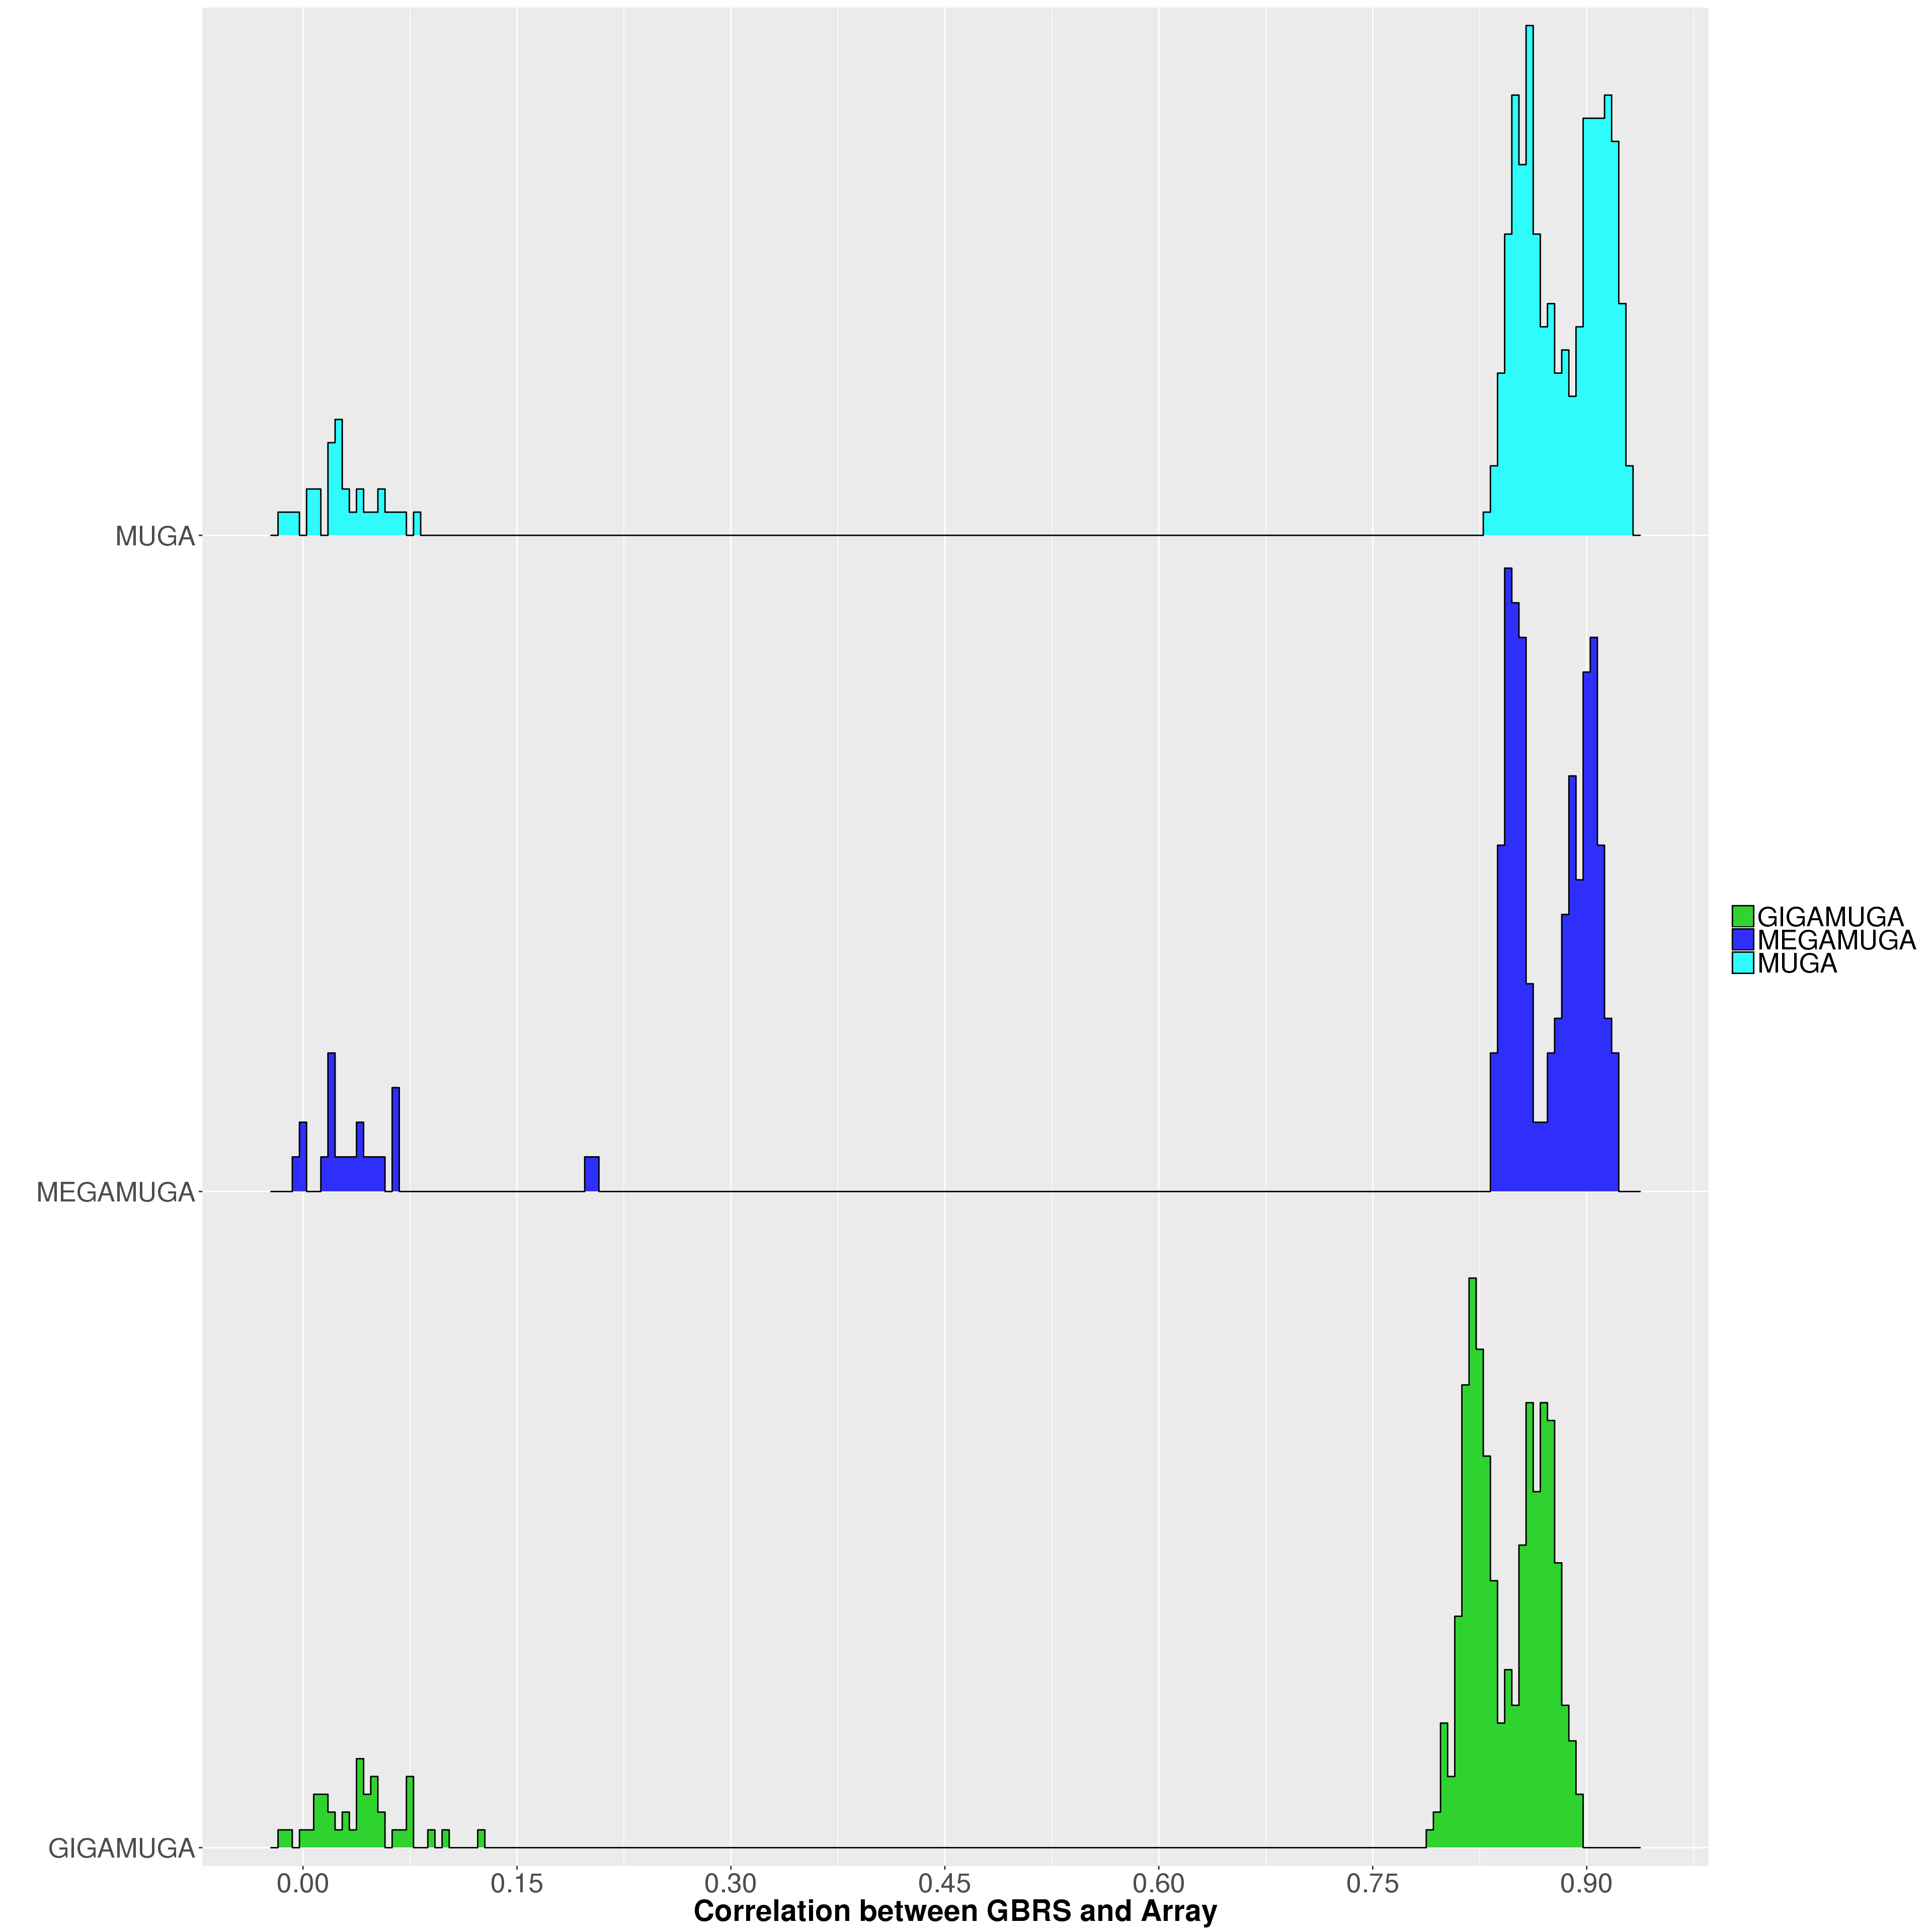 MUGA
MEGAMUGA
GIGAMUGA
0.00 0.15 0.30 0.45 0.60 0.75 0.90
Correlation between GBRS and Array
GIGAMUGA
MEGAMUGA
MUGA